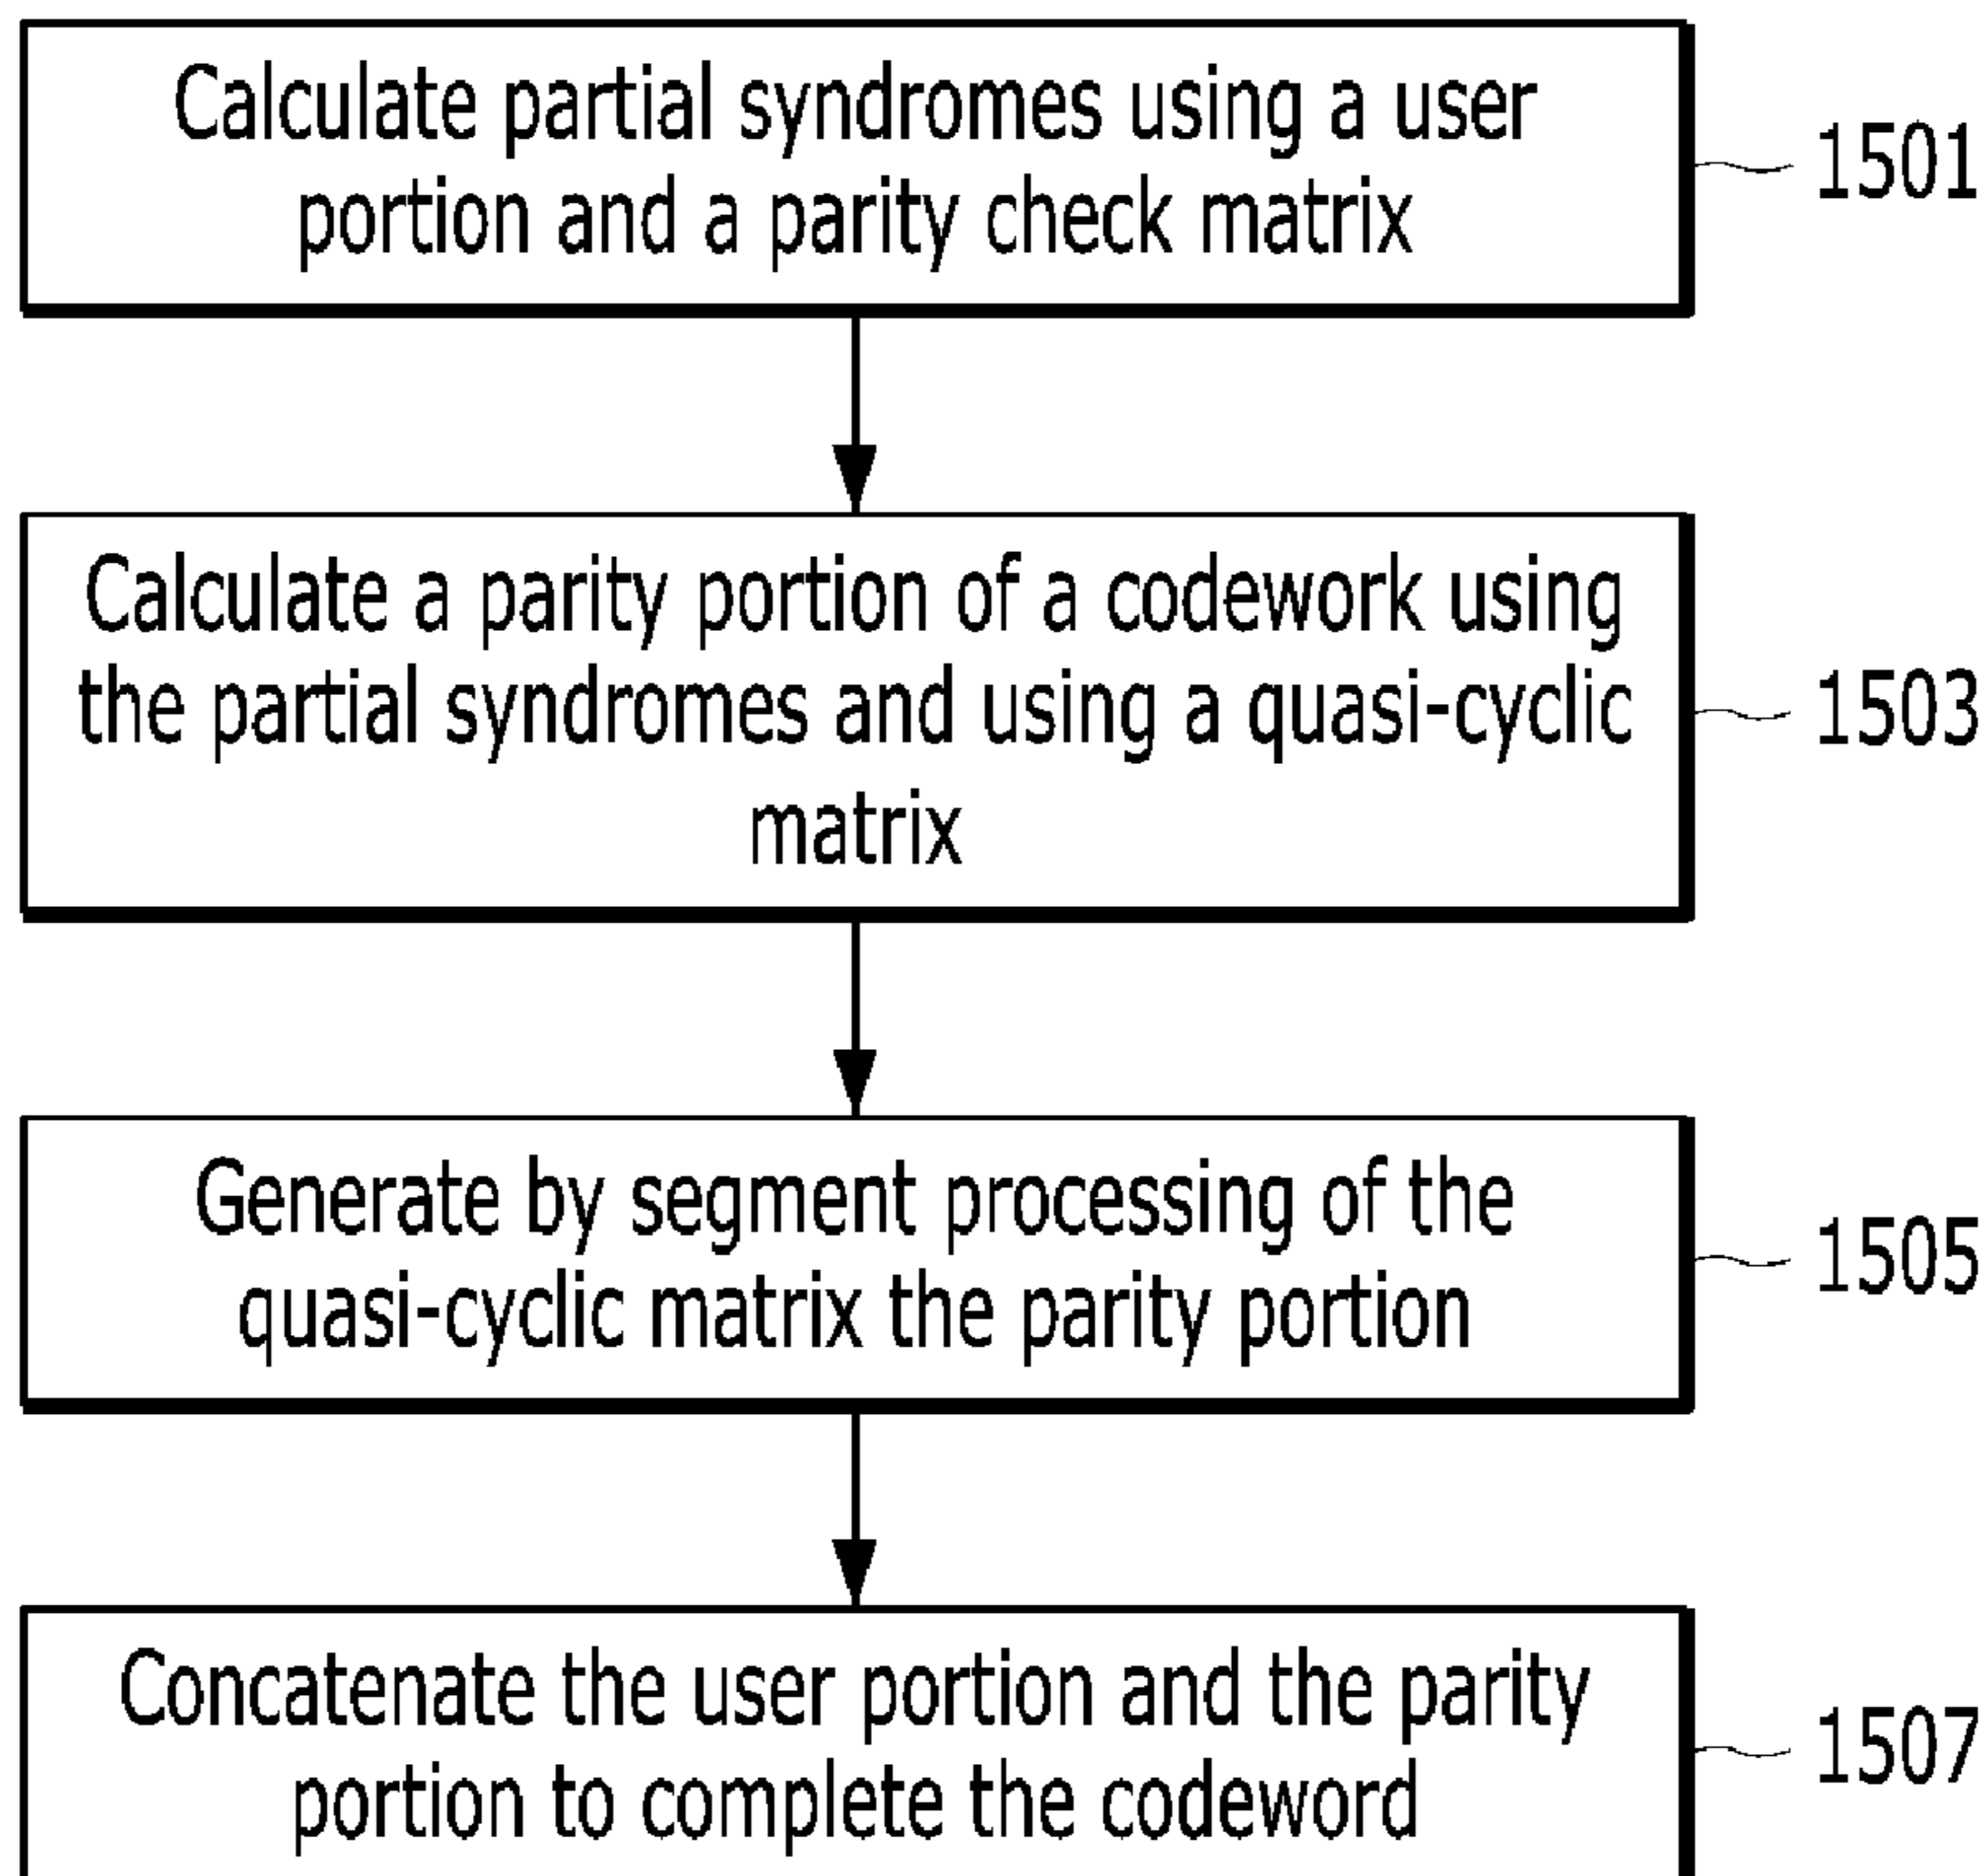 Calculate partial syndromes using a user
portion and a parity check matrix
1501
Calculate a parity portion of a codework using
the partial syndromes and using a quasi-cyclic
matrix
1503
Generate by segment processing of the
quasi-cyclic matrix the parity portion
1505
Concatenate the user portion and the parity
portion to complete the codeword
1507